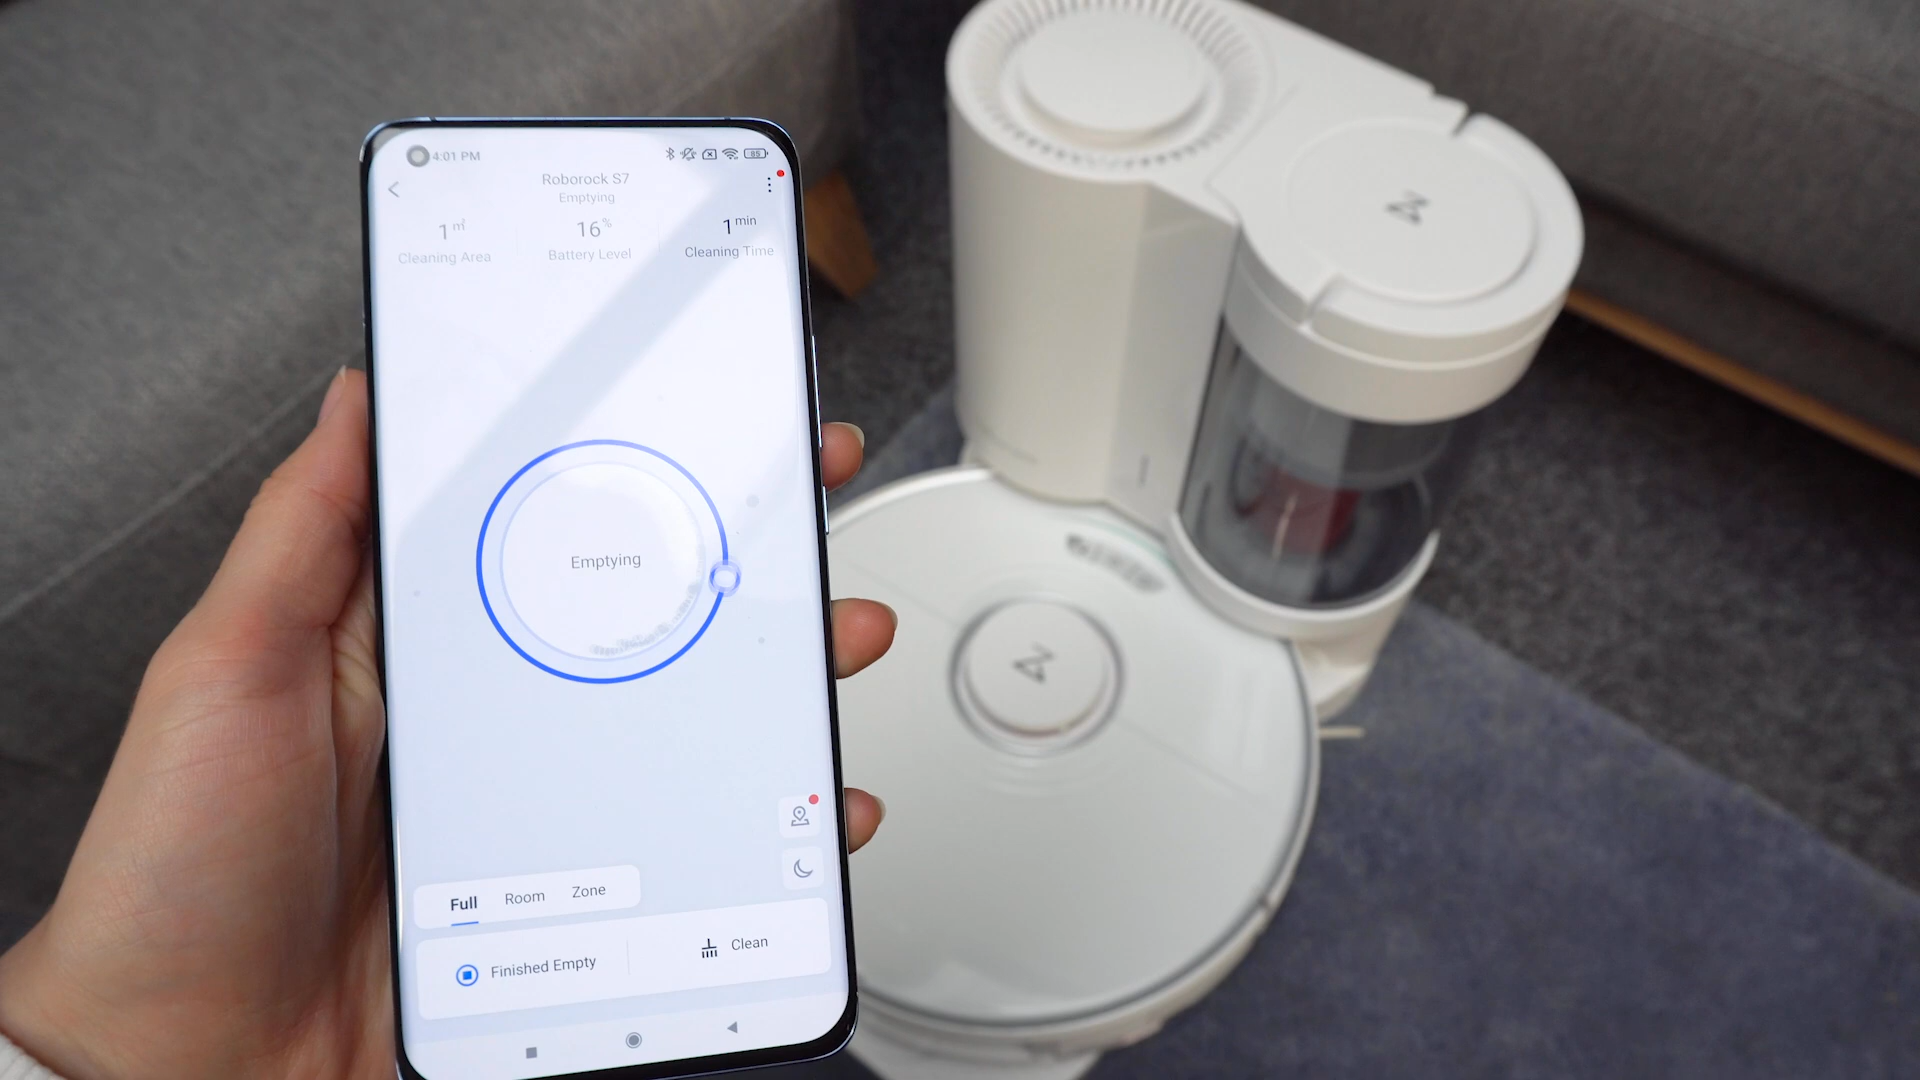 4:01 PM
85
Roborock S7
Emptying
1 m²
16 %
1 min
Cleaning Area
Battery Level
Cleaning Time
Emptying
Full
Room
Zone
Finished Empty
Clean